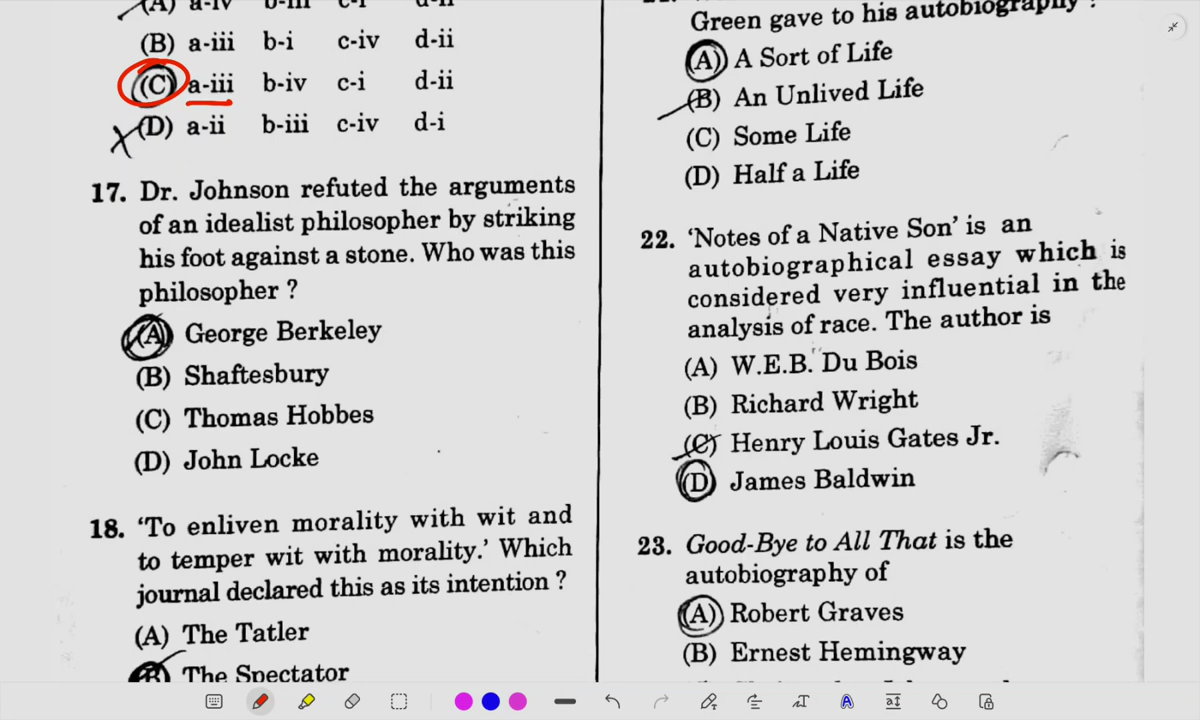 (A) a-iv b-iii c-i d-ii
(B) a-iii b-i c-iv d-ii
(C) a-iii b-iv c-i d-ii
(D) a-ii b-iii c-iv d-i
17. Dr. Johnson refuted the arguments
of an idealist philosopher by striking
his foot against a stone. Who was this
philosopher ?
(A) George Berkeley
(B) Shaftesbury
(C) Thomas Hobbes
(D) John Locke
18. ‘To enliven morality with wit and
to temper wit with morality.’ Which
journal declared this as its intention ?
(A) The Tatler
(B) The Spectator
Green gave to his autobiography ?
(A) A Sort of Life
(B) An Unlived Life
(C) Some Life
(D) Half a Life
22. ‘Notes of a Native Son’ is an
autobiographical essay which is
considered very influential in the
analysis of race. The author is
(A) W.E.B. Du Bois
(B) Richard Wright
(C) Henry Louis Gates Jr.
(D) James Baldwin
23. Good-Bye to All That is the
autobiography of
(A) Robert Graves
(B) Ernest Hemingway